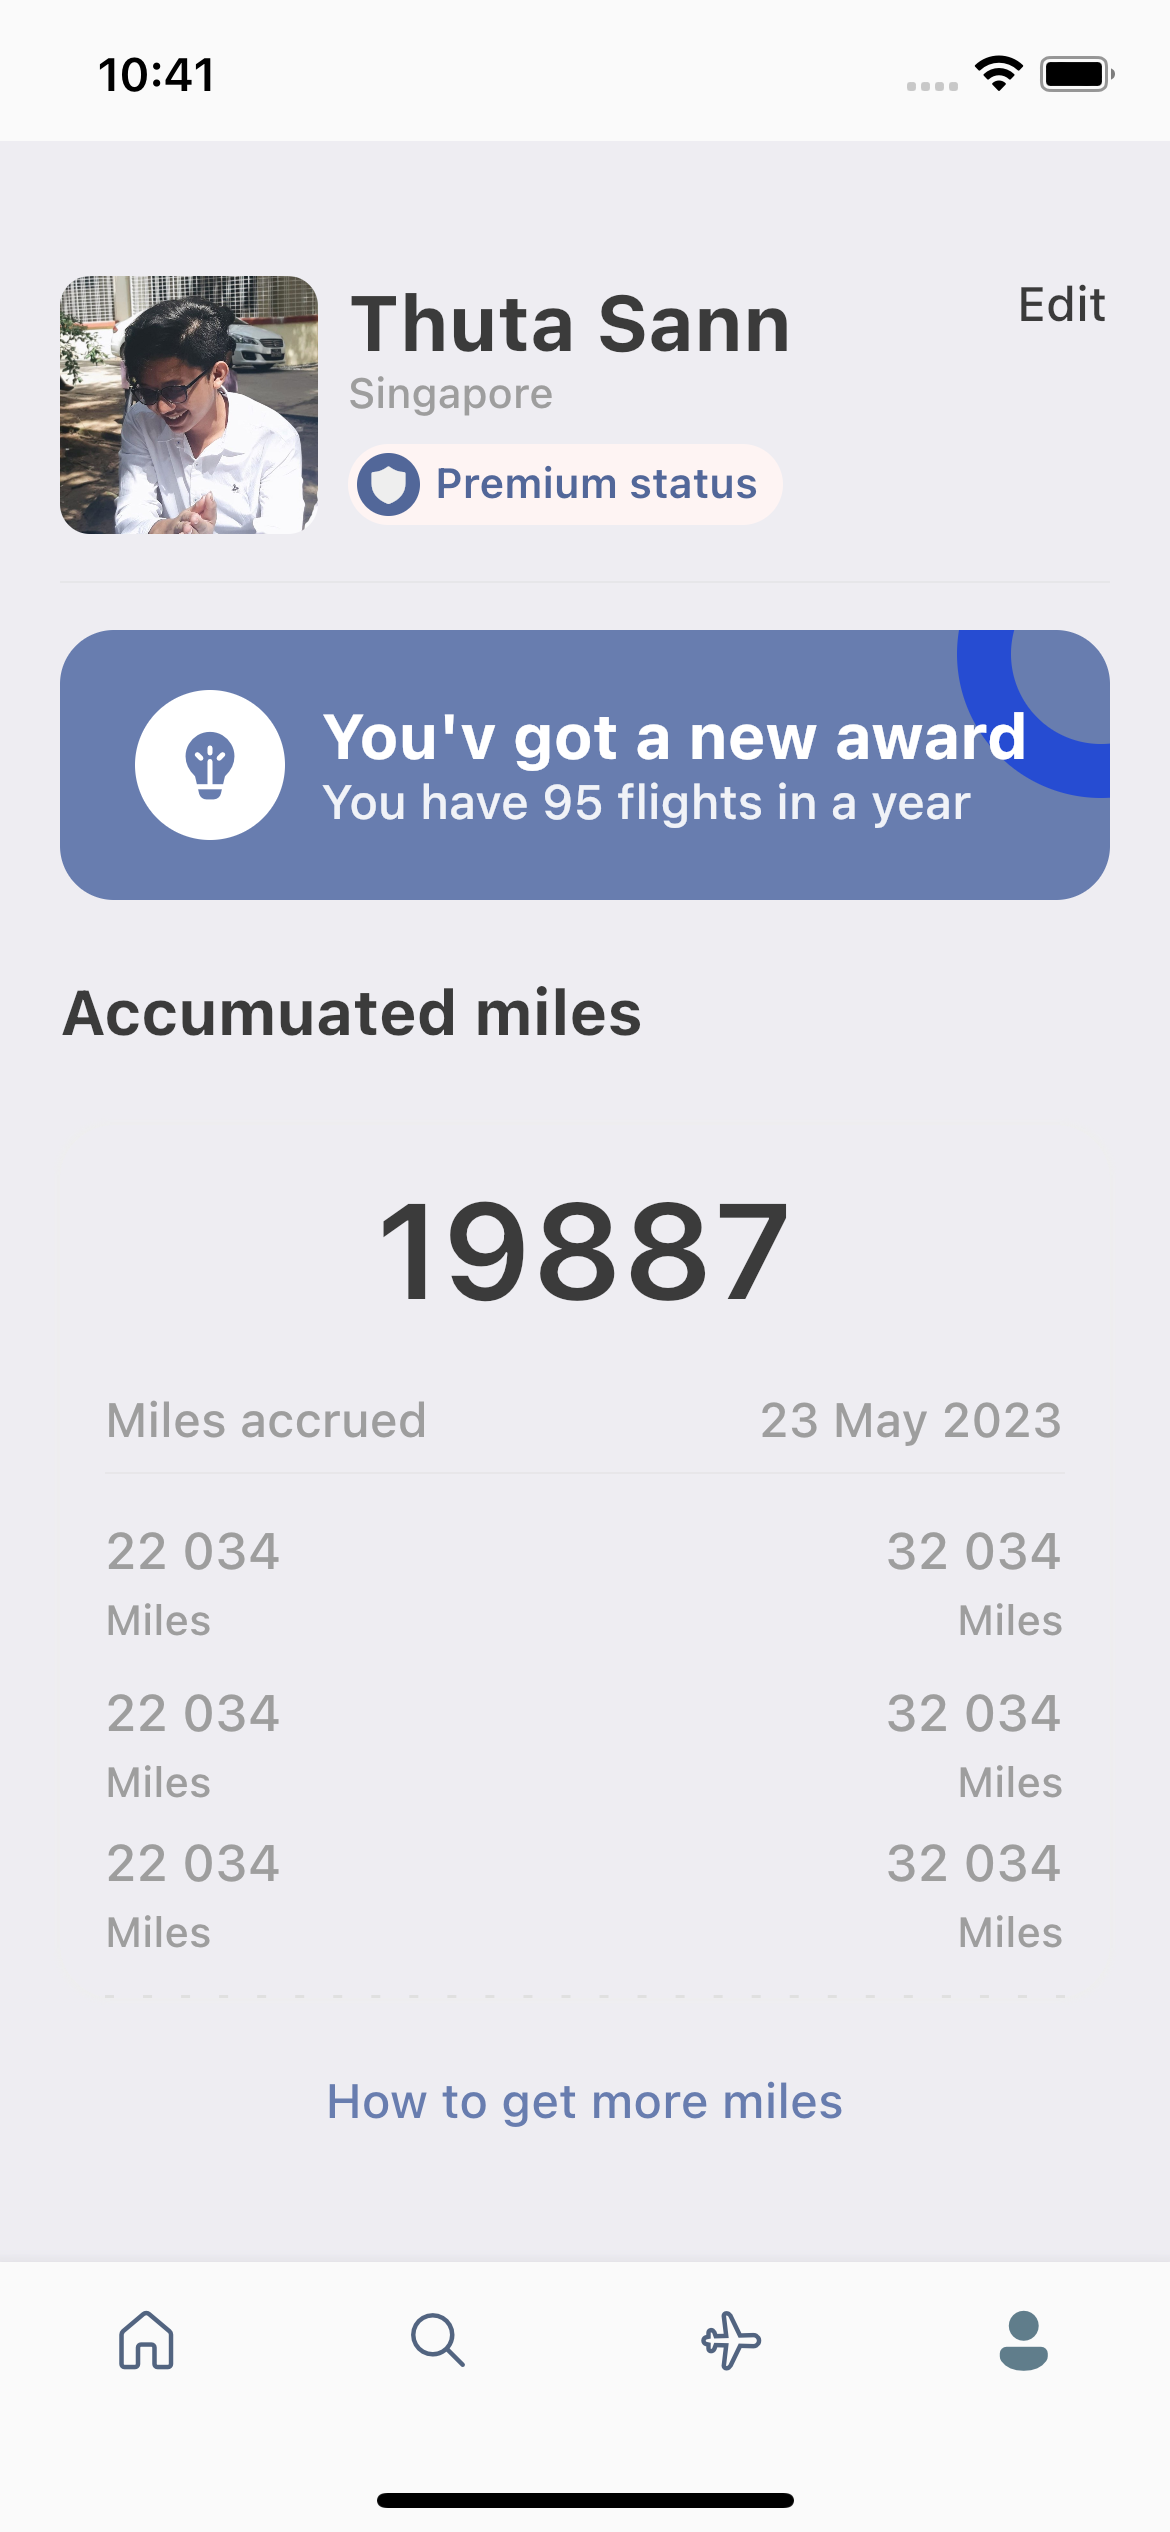 10:41
Thuta Sann
Edit
Singapore
Premium status
You'v got a new award
You have 95 flights in a year
Accumuated miles
19887
Miles accrued 23 May 2023
22 034 32 034
Miles Miles
22 034 32 034
Miles Miles
22 034 32 034
Miles Miles
How to get more miles